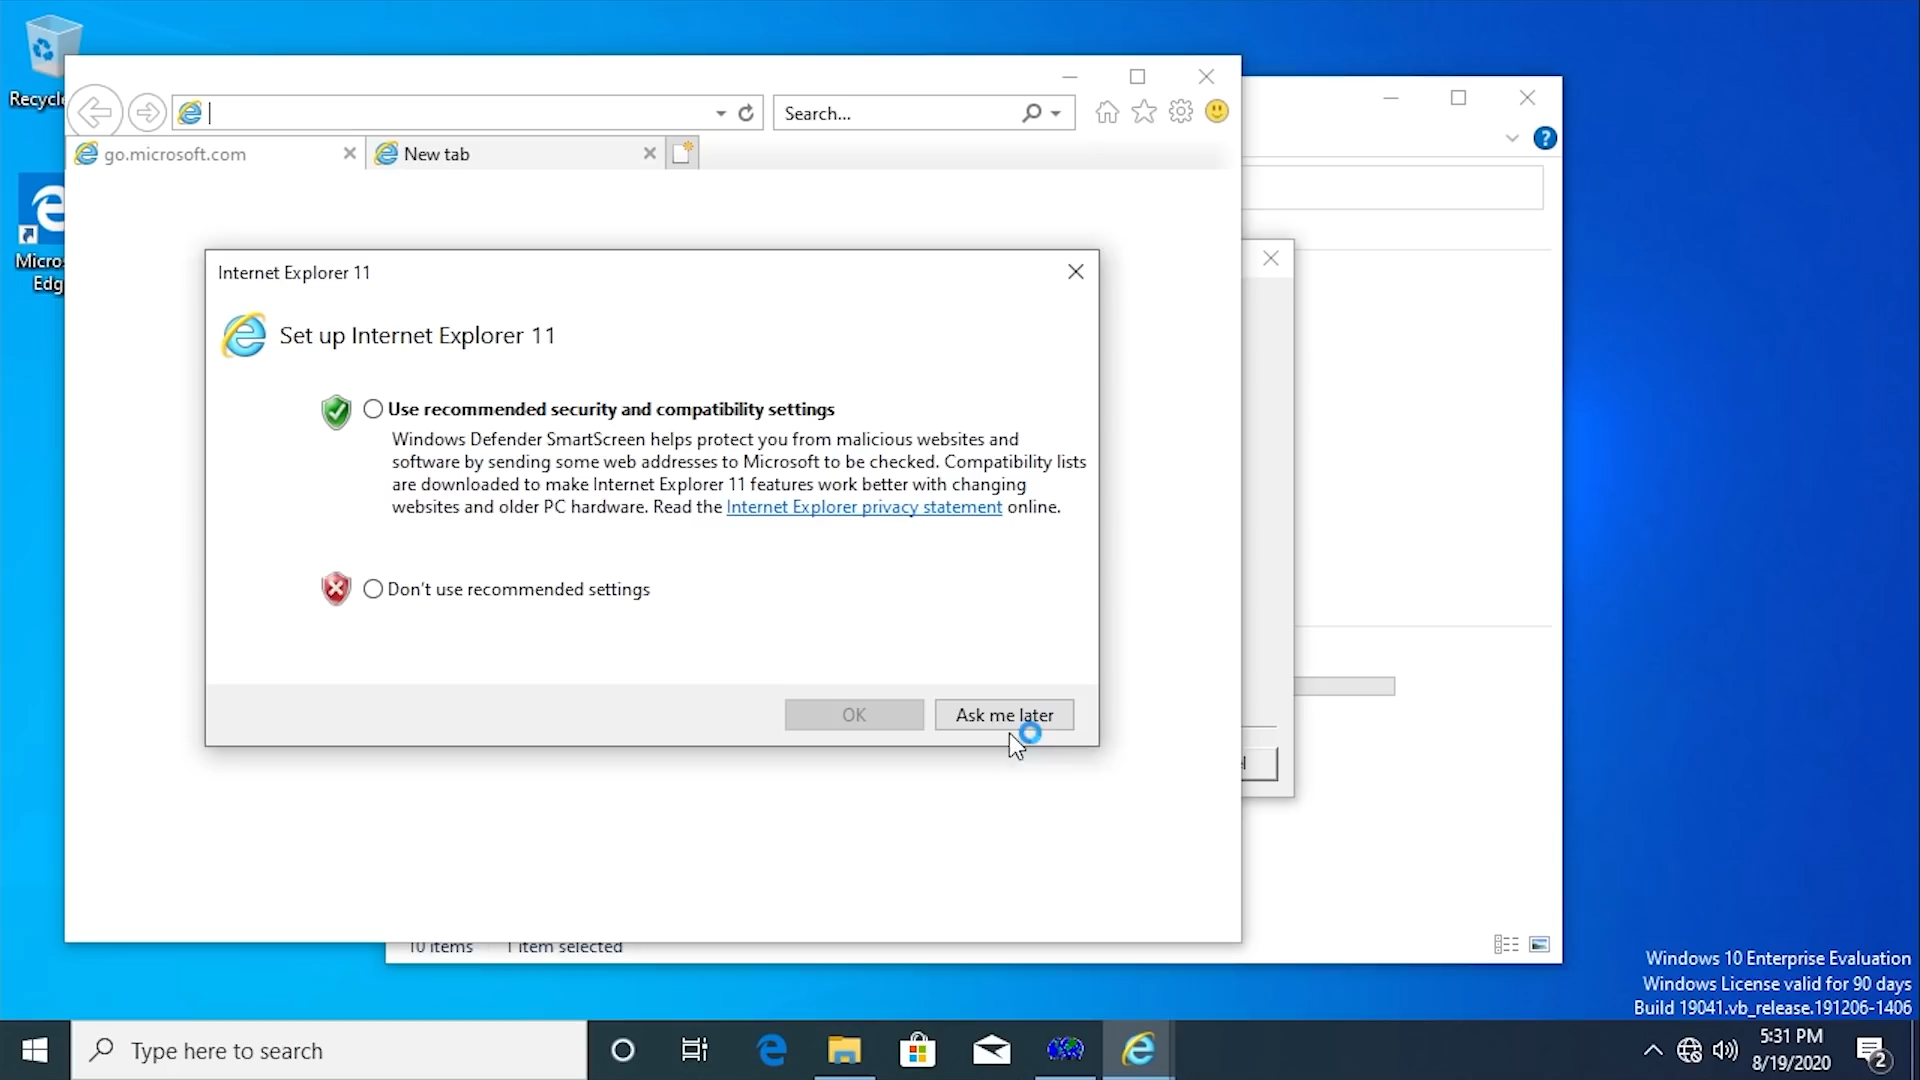 Recycle
Search...
go.microsoft.com
New tab
Internet Explorer 11
Set up Internet Explorer 11
Use recommended security and compatibility settings
Windows Defender SmartScreen helps protect you from malicious websites and
software by sending some web addresses to Microsoft to be checked. Compatibility lists
are downloaded to make Internet Explorer 11 features work better with changing
websites and older PC hardware. Read the Internet Explorer privacy statement online.
Don't use recommended settings
OK
Ask me later
Edg
10 items
1 item selected
Windows 10 Enterprise Evaluation
Windows License valid for 90 days
Build 19041.vb_release.191206-1406
Type here to search
5:31 PM
8/19/2020
2